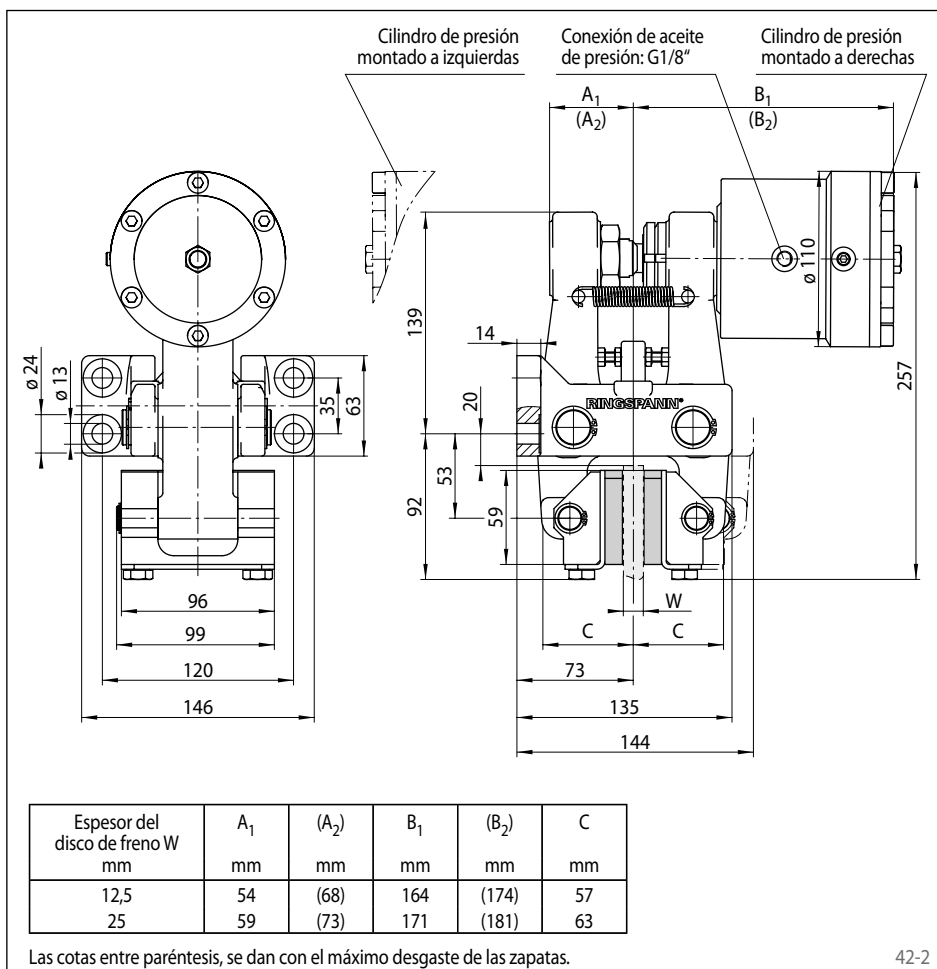 Cilindro de presión
montado a izquierdas
Conexión de aceite
de presión: G1/8“
Cilindro de presión
montado a derechas
A1
(A2)
B1
(B2)
ø 110
139
14
257
ø 24
ø 13
35
63
20
RINGSPANN®
53
92
59
96
99
120
146
W
C
C
73
135
144
Espesor del
disco de freno W
mm
A1
mm
(A2)
mm
B1
mm
(B2)
mm
C
mm
12,5 54 (68) 164 (174) 57
25 59 (73) 171 (181) 63
Las cotas entre paréntesis, se dan con el máximo desgaste de las zapatas.
42-2